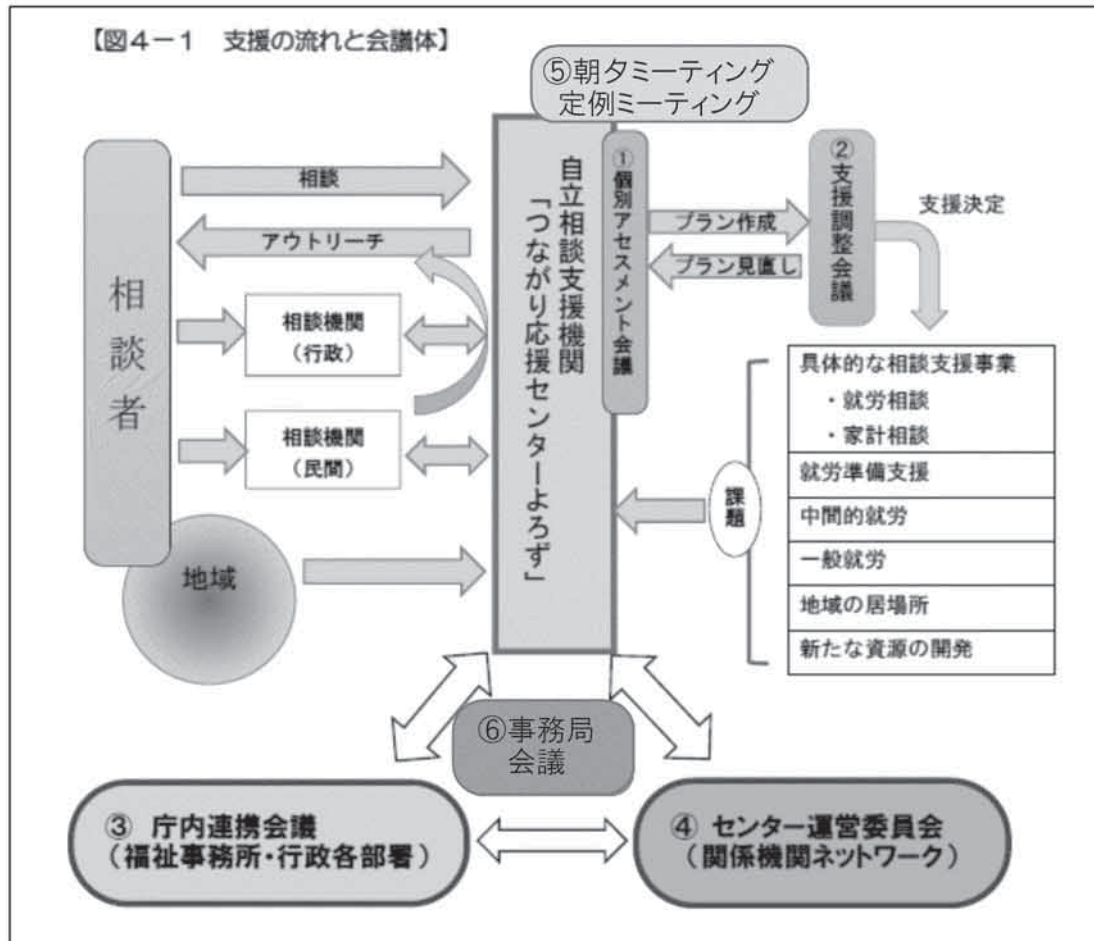 【図4－1　支援の流れと会議体】
⑤朝夕ミーティング
定例ミーティング
相談者
相談
アウトリーチ
相談機関
（行政）
相談機関
（民間）
地域
自立相談支援機関
「つながり応援センターよろず」
①個別アセスメント会議
プラン作成
プラン見直し
②支援調整会議
支援決定
具体的な相談支援事業
・就労相談
・家計相談
就労準備支援
中間的就労
一般就労
地域の居場所
新たな資源の開発
課題
⑥事務局
会議
③ 庁内連携会議
（福祉事務所・行政各部署）
④ センター運営委員会
（関係機関ネットワーク）